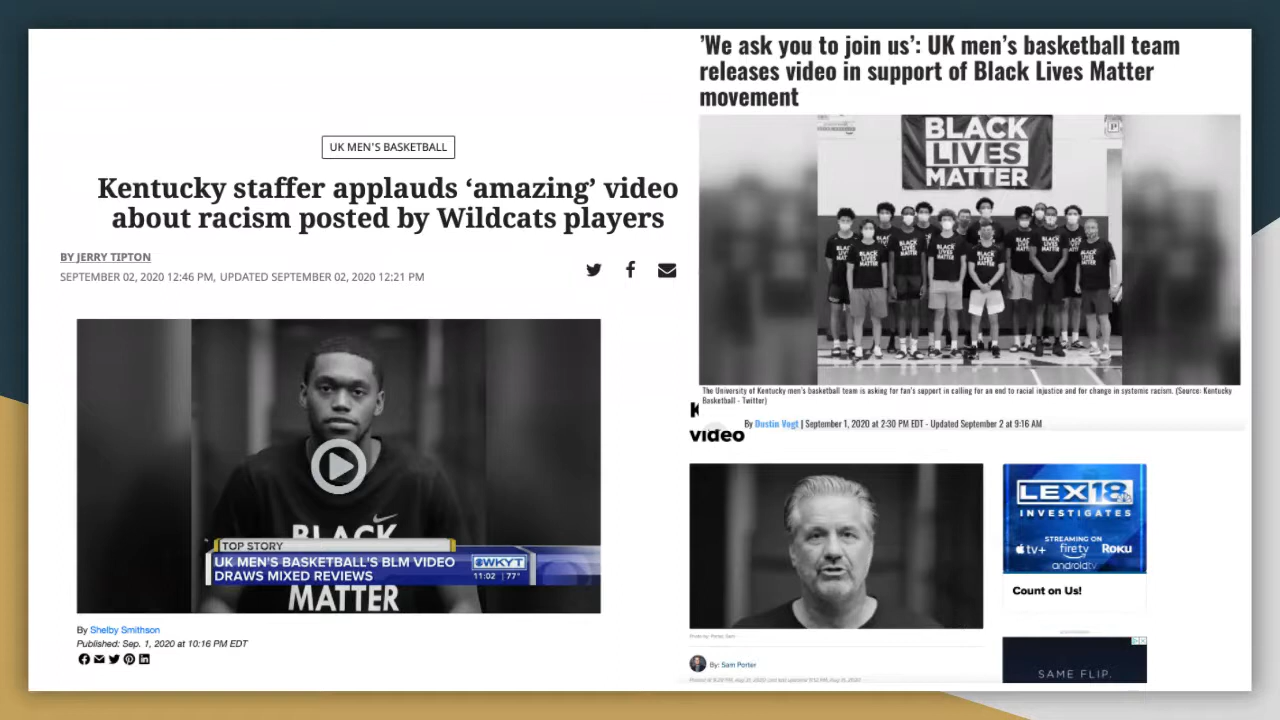 UK MEN'S BASKETBALL
Kentucky staffer applauds ‘amazing’ video
about racism posted by Wildcats players
BY JERRY TIPTON
SEPTEMBER 02, 2020 12:46 PM, UPDATED SEPTEMBER 02, 2020 12:21 PM
BLACK
MATTER
TOP STORY
UK MEN'S BASKETBALL'S BLM VIDEO
DRAWS MIXED REVIEWS
WKYT
11:02 | 77°
By Shelby Smithson
Published: Sep. 1, 2020 at 10:16 PM EDT
’We ask you to join us’: UK men’s basketball team
releases video in support of Black Lives Matter
movement
BLACK
LIVES
MATTER
The University of Kentucky men's basketball team is asking for fan's support in calling for an end to racial injustice and for change in systemic racism. (Source: Kentucky
Basketball - Twitter)
By Dustin Vogt | September 1, 2020 at 2:30 PM EDT - Updated September 2 at 9:16 AM
video
By: Sam Porter
LEX18
INVESTIGATES
STREAMING ON
tv+ firetv Roku
androidtv
Count on Us!
SAME FLIP.